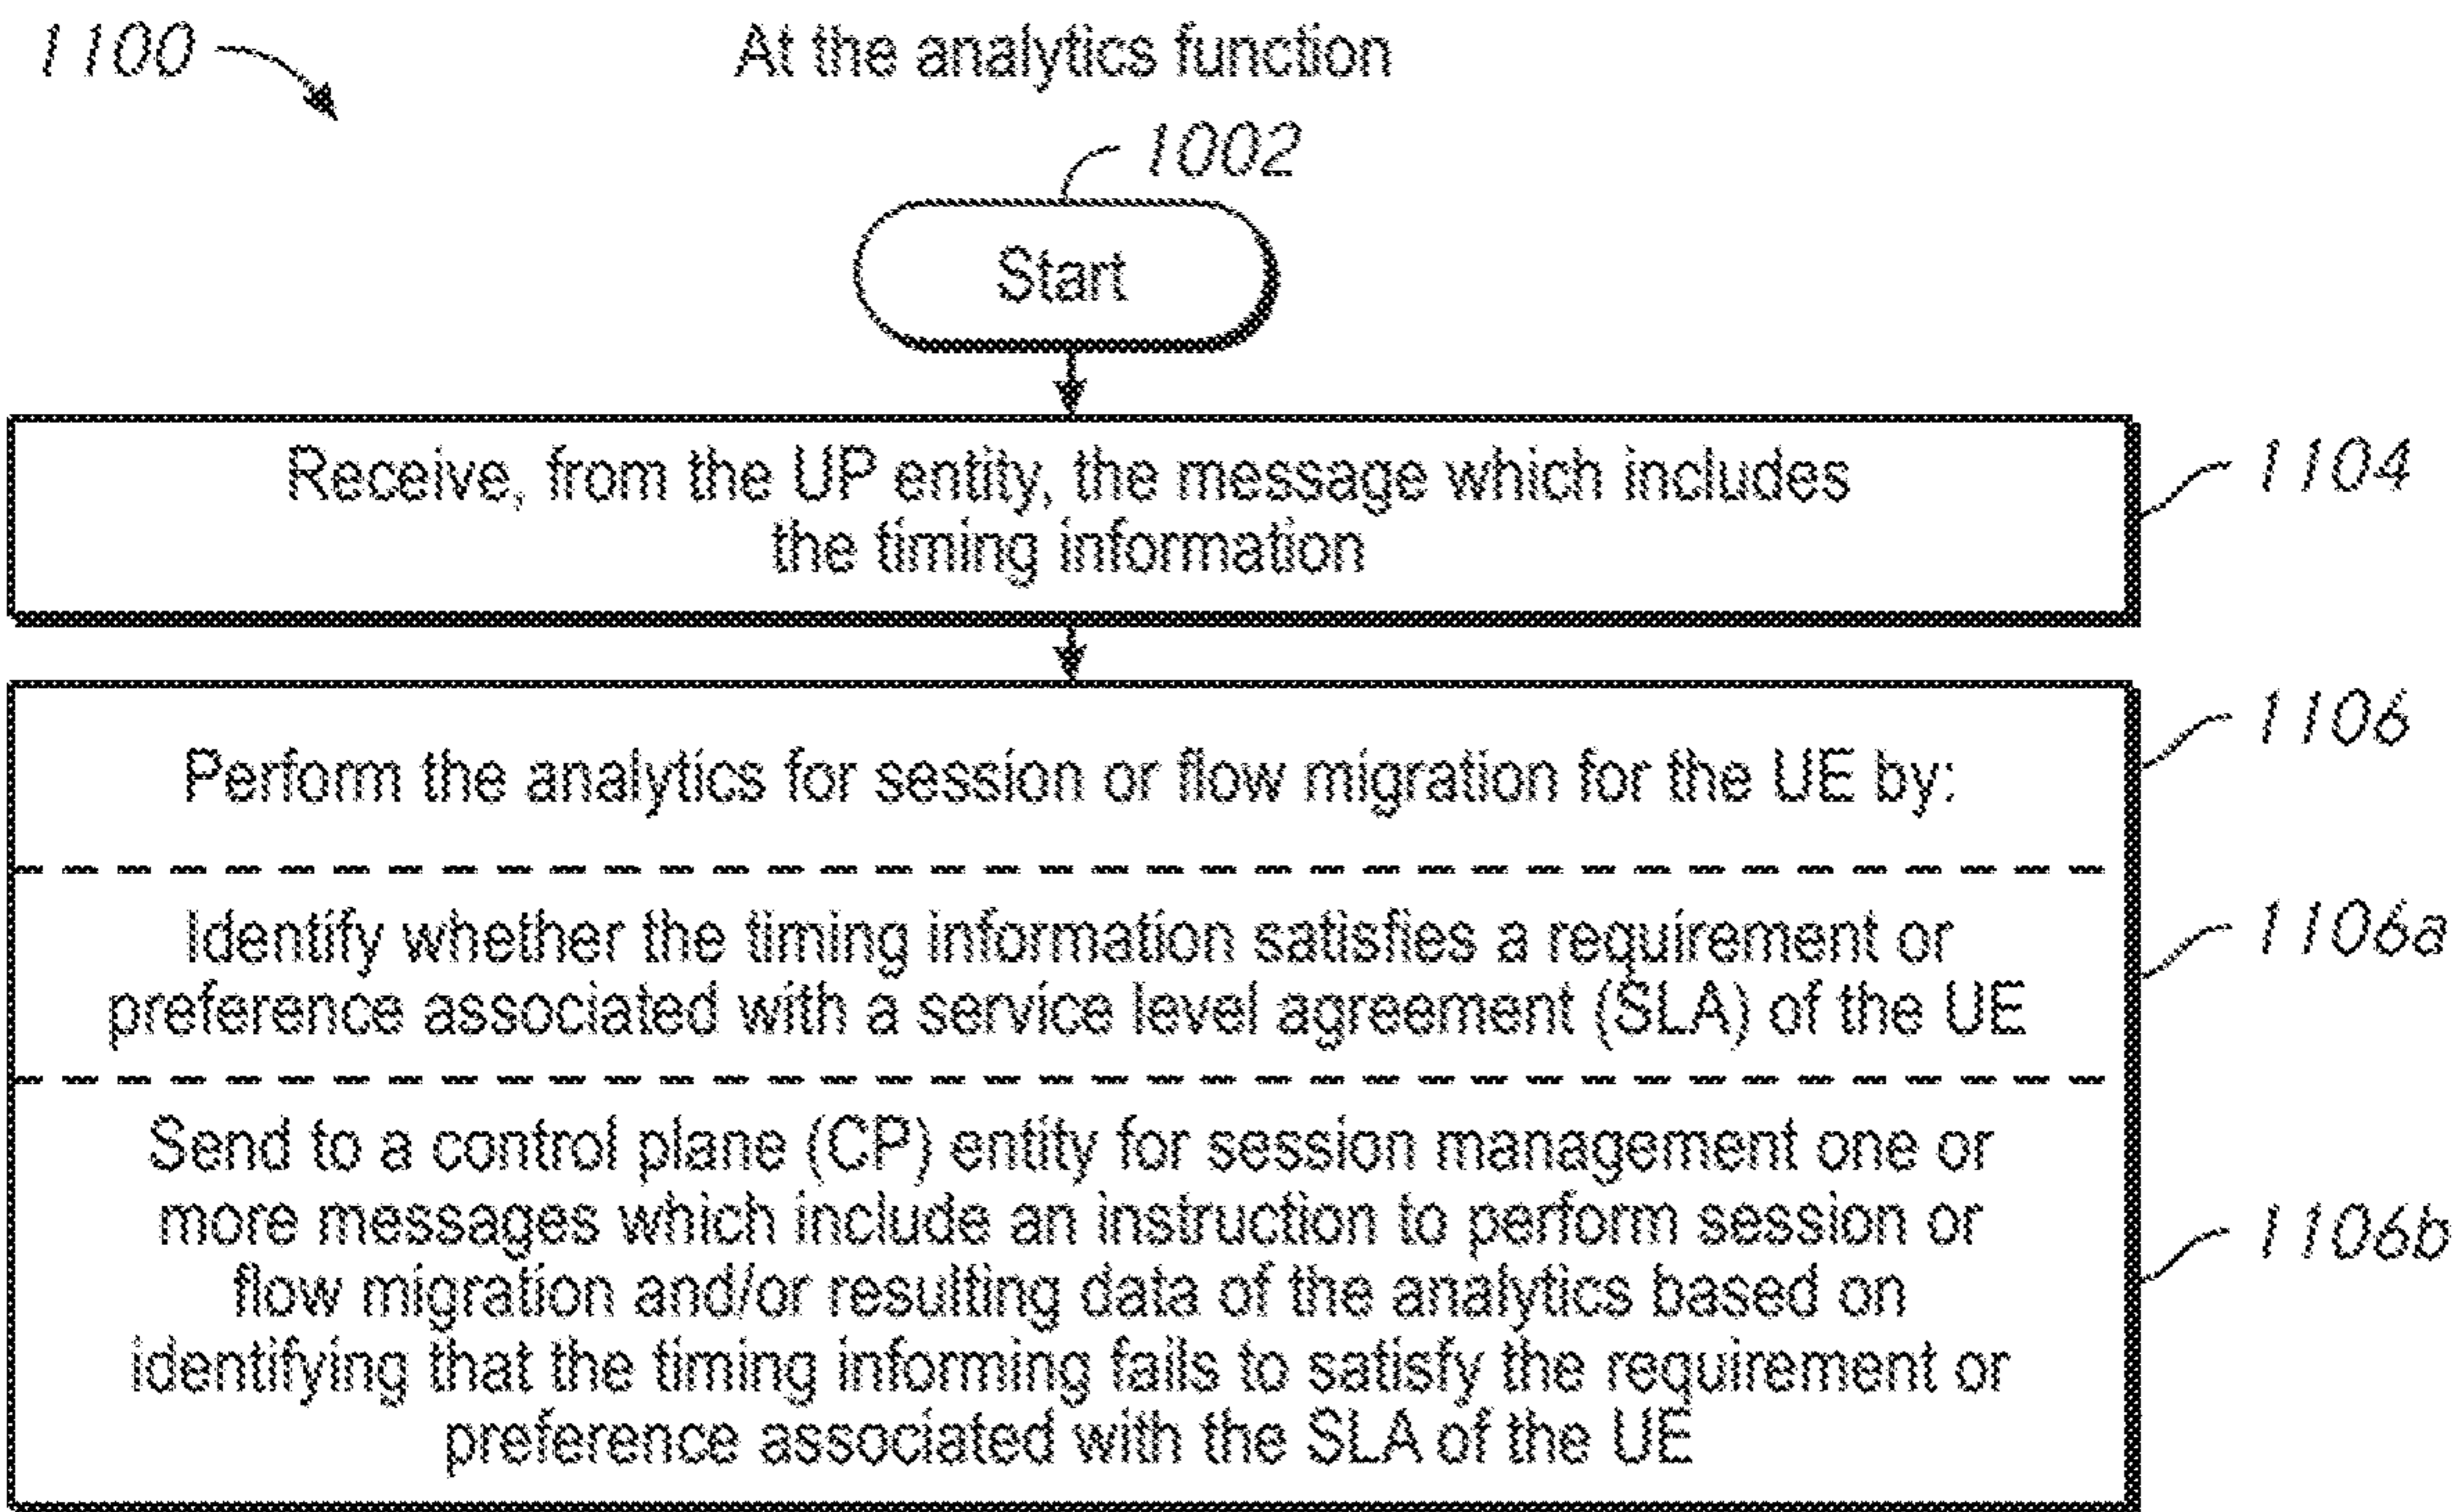 1100
At the analytics function
1002
Start
Receive, from the UP entity, the message which includes
the timing information
1104
Perform the analytics for session or flow migration for the UE by:
1106
Identify whether the timing information satisfies a requirement or
preference associated with a service level agreement (SLA) of the UE
1106a
Send to a control plane (CP) entity for session management one or
more messages which include an instruction to perform session or
flow migration and/or resulting data of the analytics based on
identifying that the timing informing fails to satisfy the requirement or
preference associated with the SLA of the UE
1106b